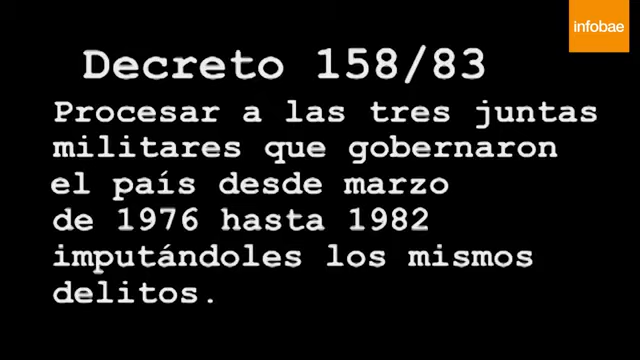 infobae
Decreto 158/83
Procesar a las tres juntas
militares que gobernaron
el país desde marzo
de 1976 hasta 1982
imputándoles los mismos
delitos.